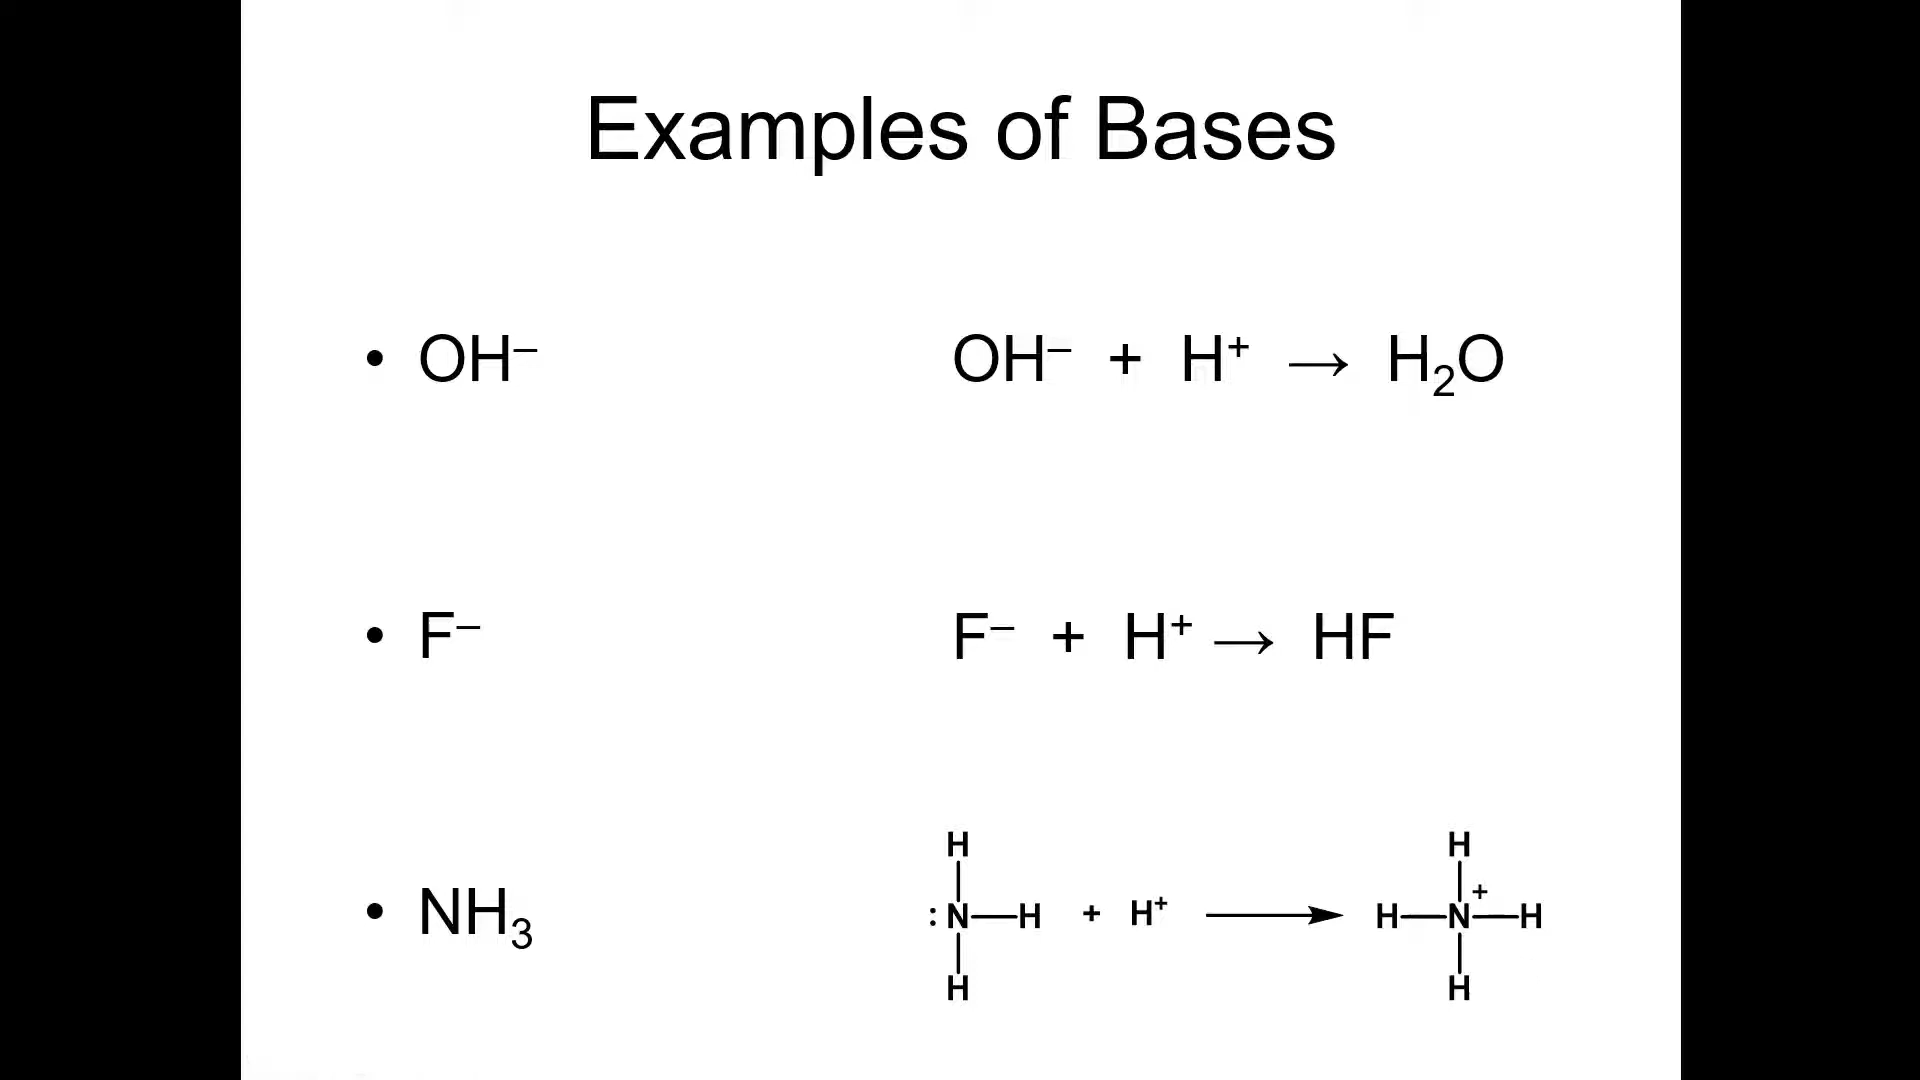 Examples of Bases
• OH⁻ OH⁻ + H⁺ → H₂O
• F⁻ F⁻ + H⁺ → HF
• NH₃
H H
:N—H + H⁺ → H—N⁺—H
H H